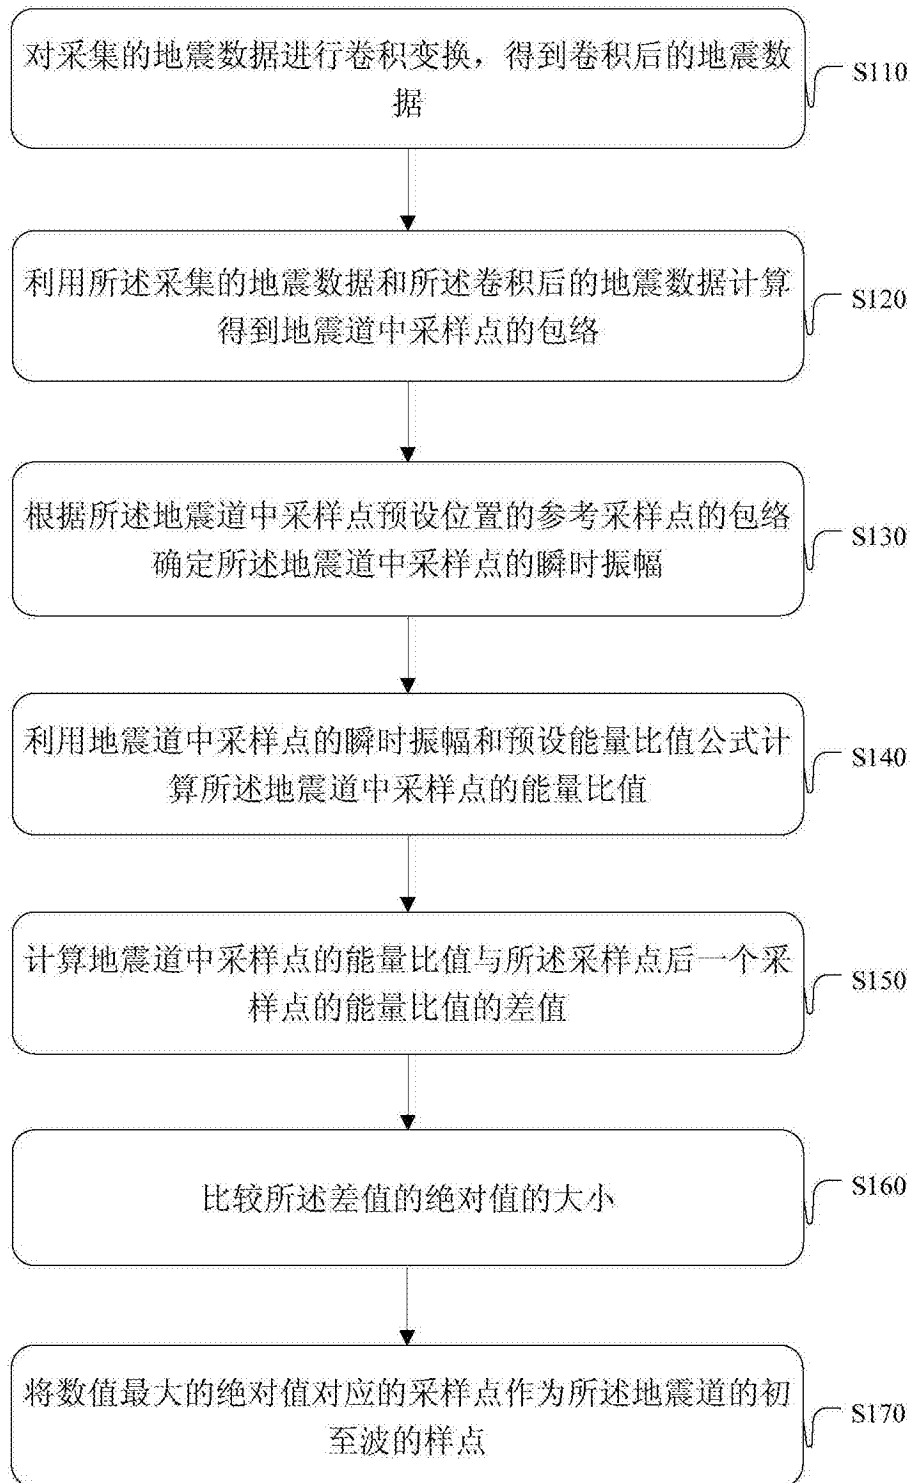 对采集的地震数据进行卷积变换，得到卷积后的地震数
据
S110
利用所述采集的地震数据和所述卷积后的地震数据计算
得到地震道中采样点的包络
S120
根据所述地震道中采样点预设位置的参考采样点的包络
确定所述地震道中采样点的瞬时振幅
S130
利用地震道中采样点的瞬时振幅和预设能量比值公式计
算所述地震道中采样点的能量比值
S140
计算地震道中采样点的能量比值与所述采样点后一个采
样点的能量比值的差值
S150
比较所述差值的绝对值的大小
S160
将数值最大的绝对值对应的采样点作为所述地震道的初
至波的样点
S170